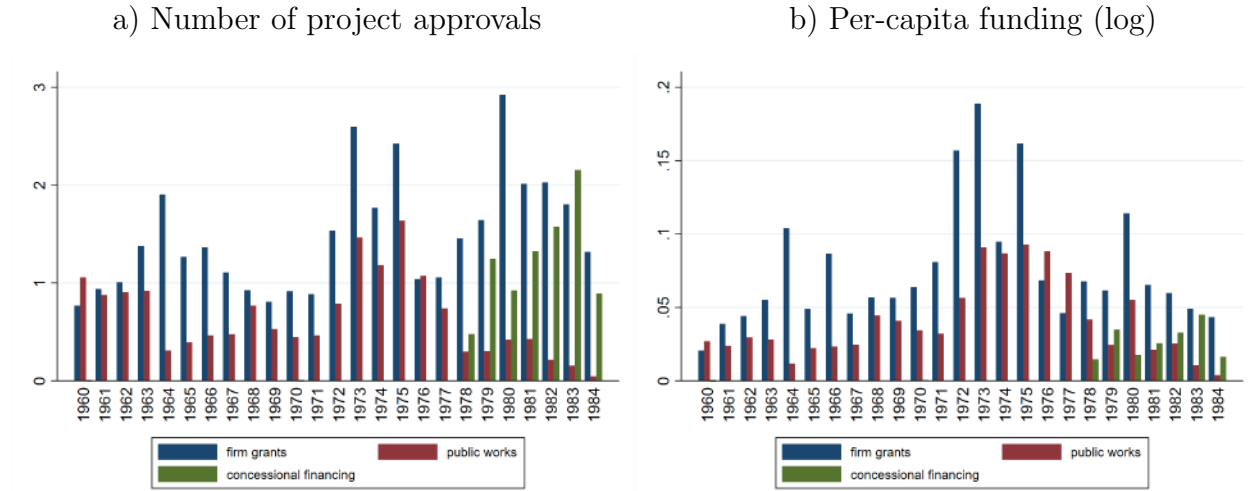 a) Number of project approvals
3
2
1
0
1960 1961 1962 1963 1964 1965 1966 1967 1968 1969 1970 1971 1972 1973 1974 1975 1976 1977 1978 1979 1980 1981 1982 1983 1984
firm grants public works
concessional financing
b) Per-capita funding (log)
.2
.15
.1
.05
0
1960 1961 1962 1963 1964 1965 1966 1967 1968 1969 1970 1971 1972 1973 1974 1975 1976 1977 1978 1979 1980 1981 1982 1983 1984
firm grants public works
concessional financing